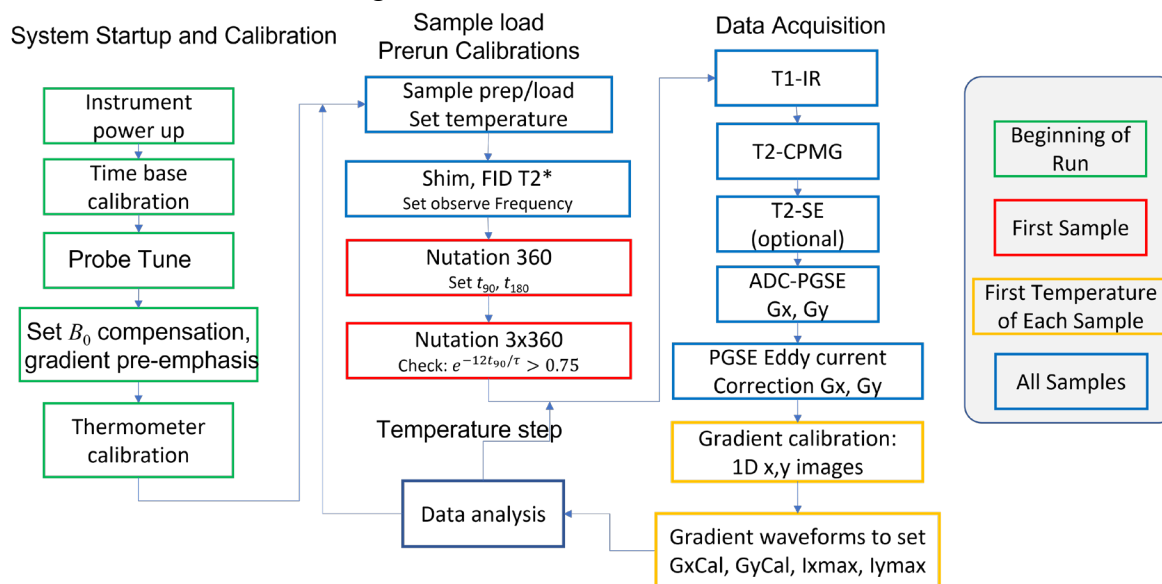 System Startup and Calibration
Instrument
power up
Time base
calibration
Probe Tune
Set B₀ compensation,
gradient pre-emphasis
Thermometer
calibration
Sample load
Prerun Calibrations
Sample prep/load
Set temperature
Shim, FID T2*
Set observe Frequency
Nutation 360
Set t₉₀, t₁₈₀
Nutation 3x360
Check: e^{−12t₉₀/τ} > 0.75
Temperature step
Data analysis
Data Acquisition
T1-IR
T2-CPMG
T2-SE
(optional)
ADC-PGSE
Gx, Gy
PGSE Eddy current
Correction Gx, Gy
Gradient calibration:
1D x,y images
Gradient waveforms to set
GxCal, GyCal, Ixmax, Iymax
Beginning of
Run
First Sample
First Temperature
of Each Sample
All Samples